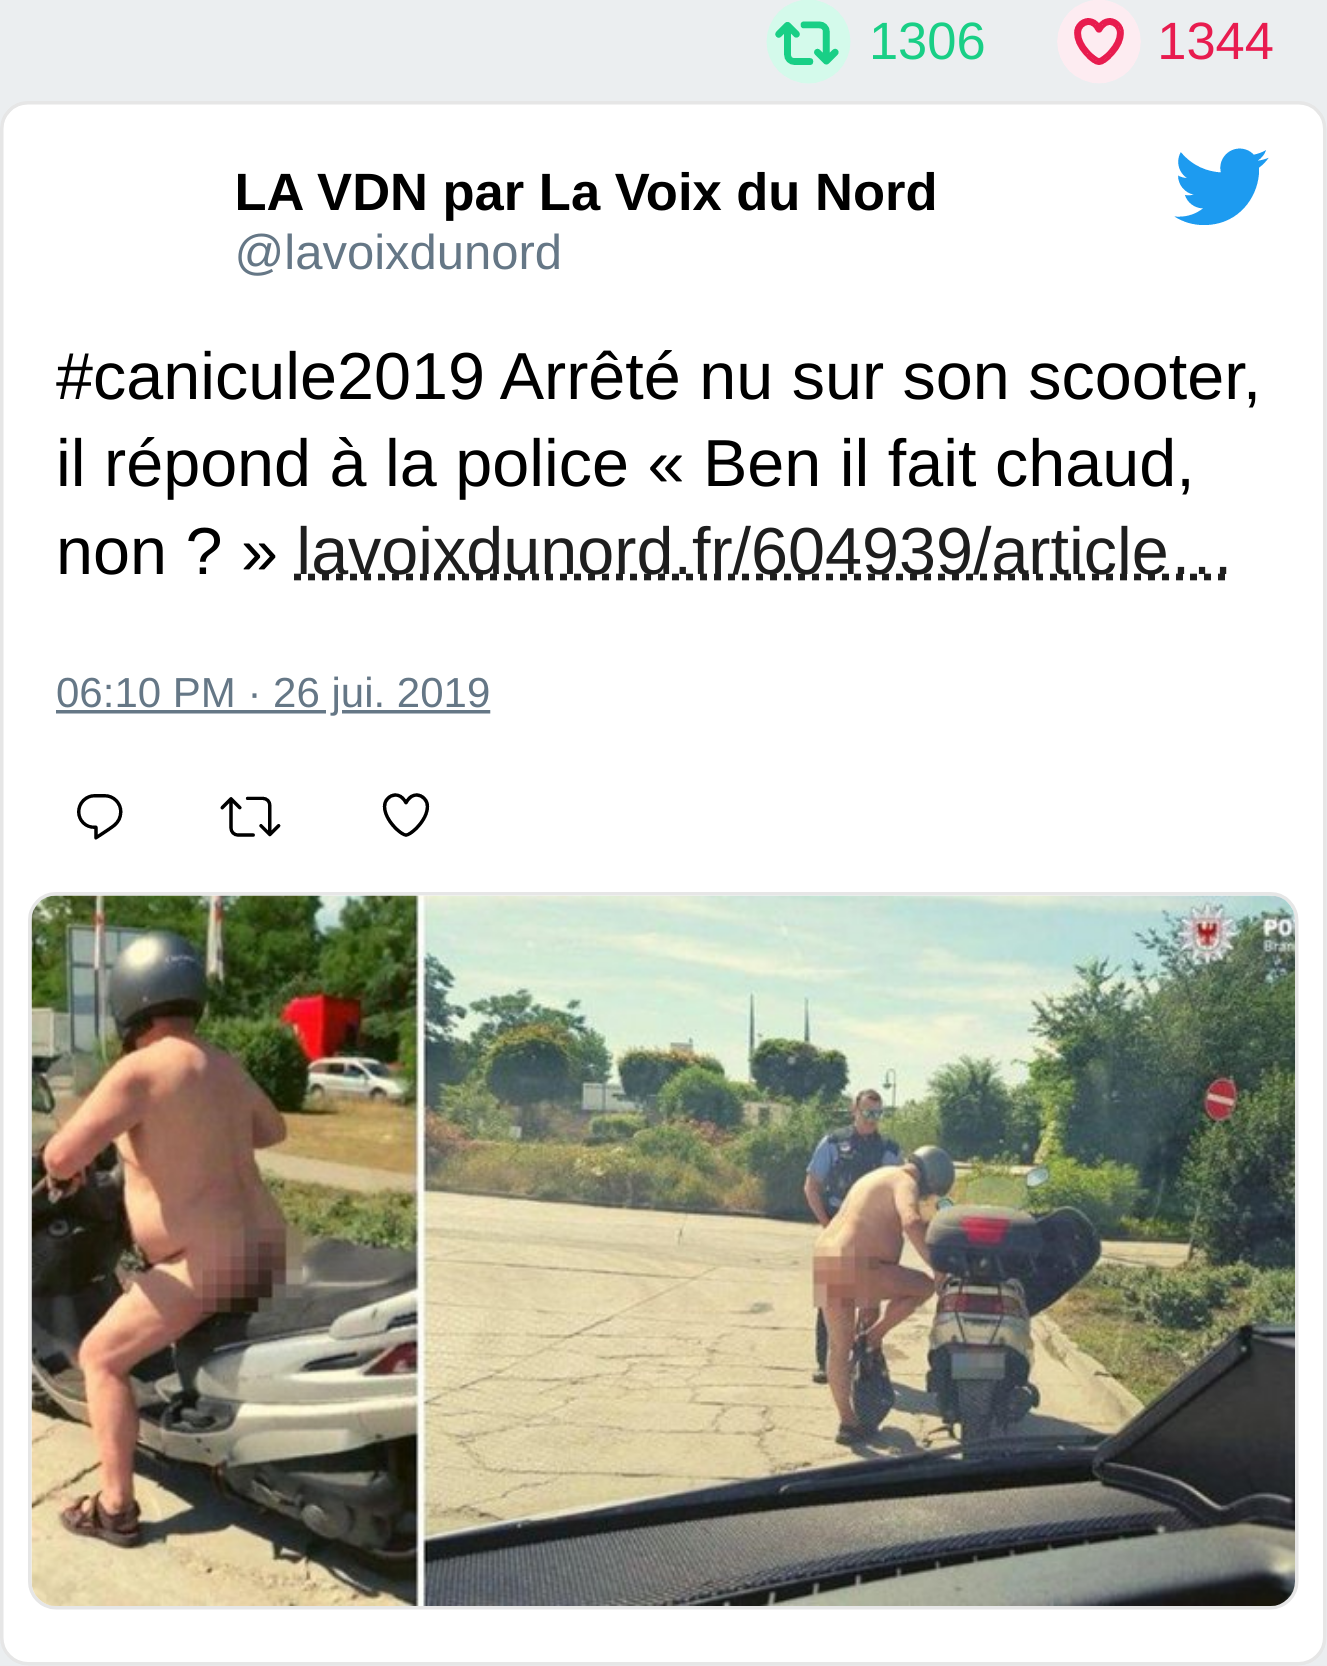 1306 1344
LA VDN par La Voix du Nord
@lavoixdunord
#canicule2019 Arrêté nu sur son scooter,
il répond à la police « Ben il fait chaud,
non ? » lavoixdunord.fr/604939/article...
06:10 PM · 26 jui. 2019
PO
Bran